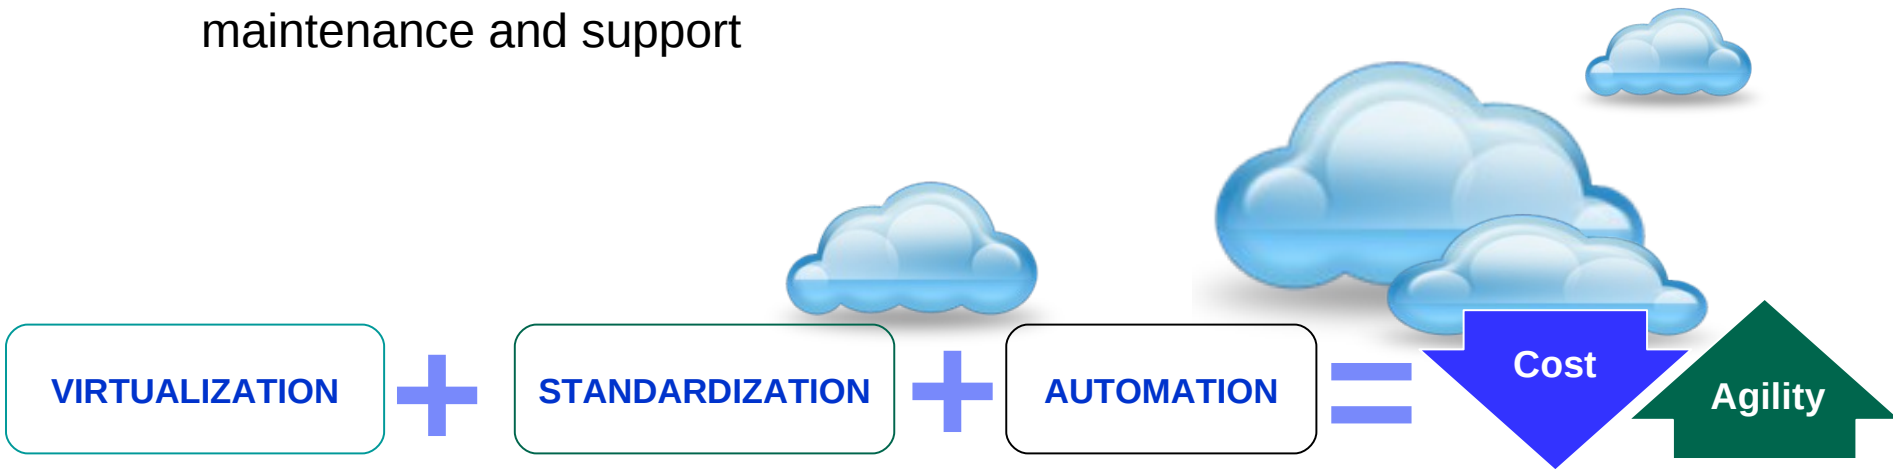 maintenance and support
VIRTUALIZATION + STANDARDIZATION + AUTOMATION = Cost Agility